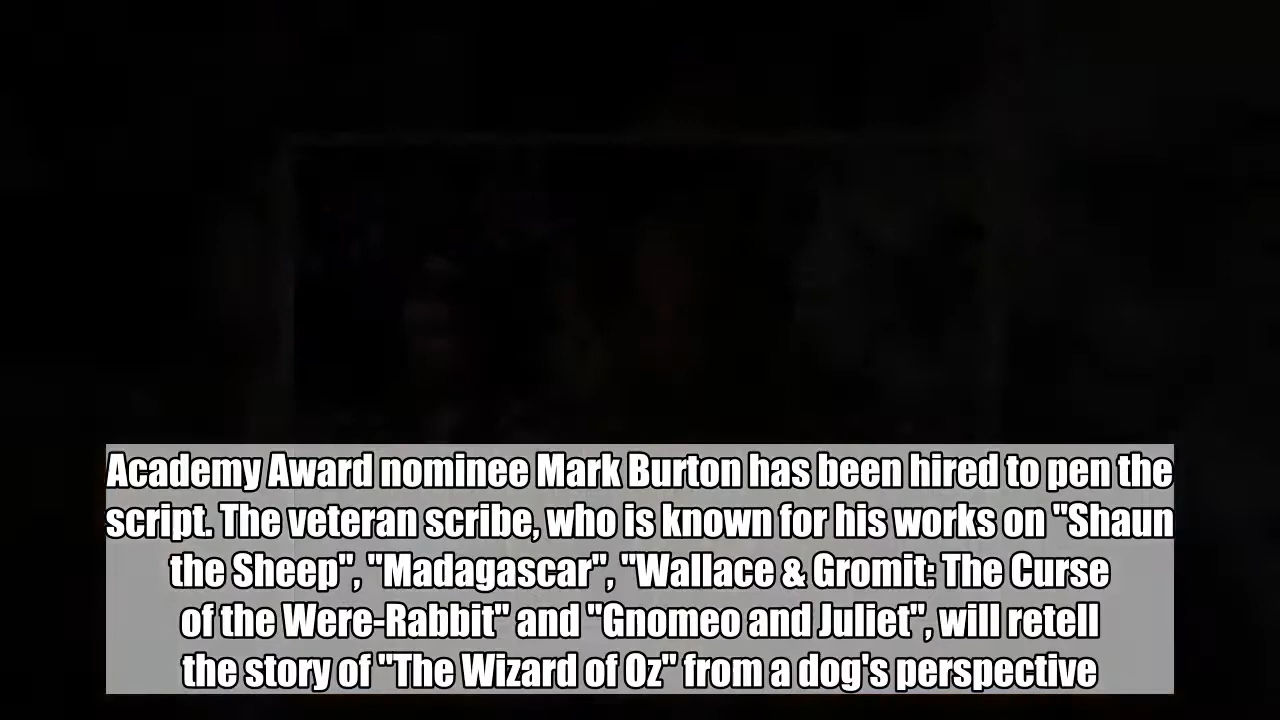 Academy Award nominee Mark Burton has been hired to pen the
script. The veteran scribe, who is known for his works on "Shaun
the Sheep", "Madagascar", "Wallace & Gromit: The Curse
of the Were-Rabbit" and "Gnomeo and Juliet", will retell
the story of "The Wizard of Oz" from a dog's perspective